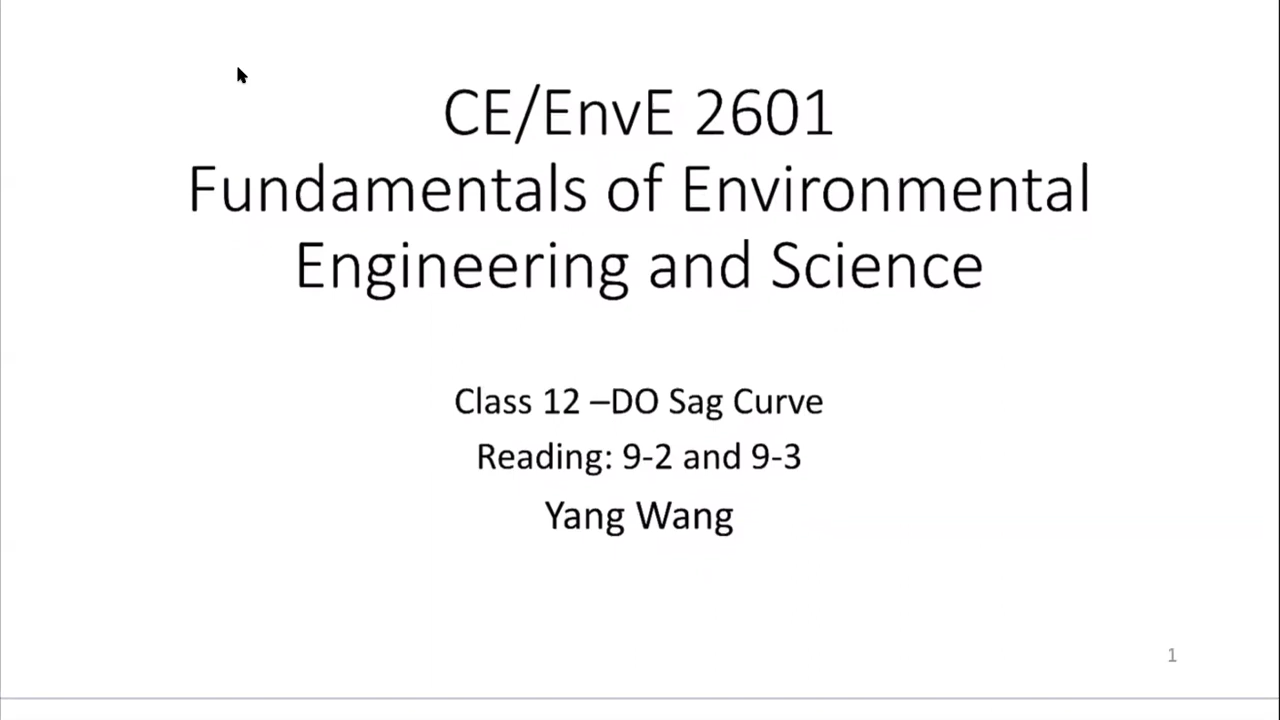 CE/EnvE 2601
Fundamentals of Environmental
Engineering and Science
Class 12 –DO Sag Curve
Reading: 9-2 and 9-3
Yang Wang
1